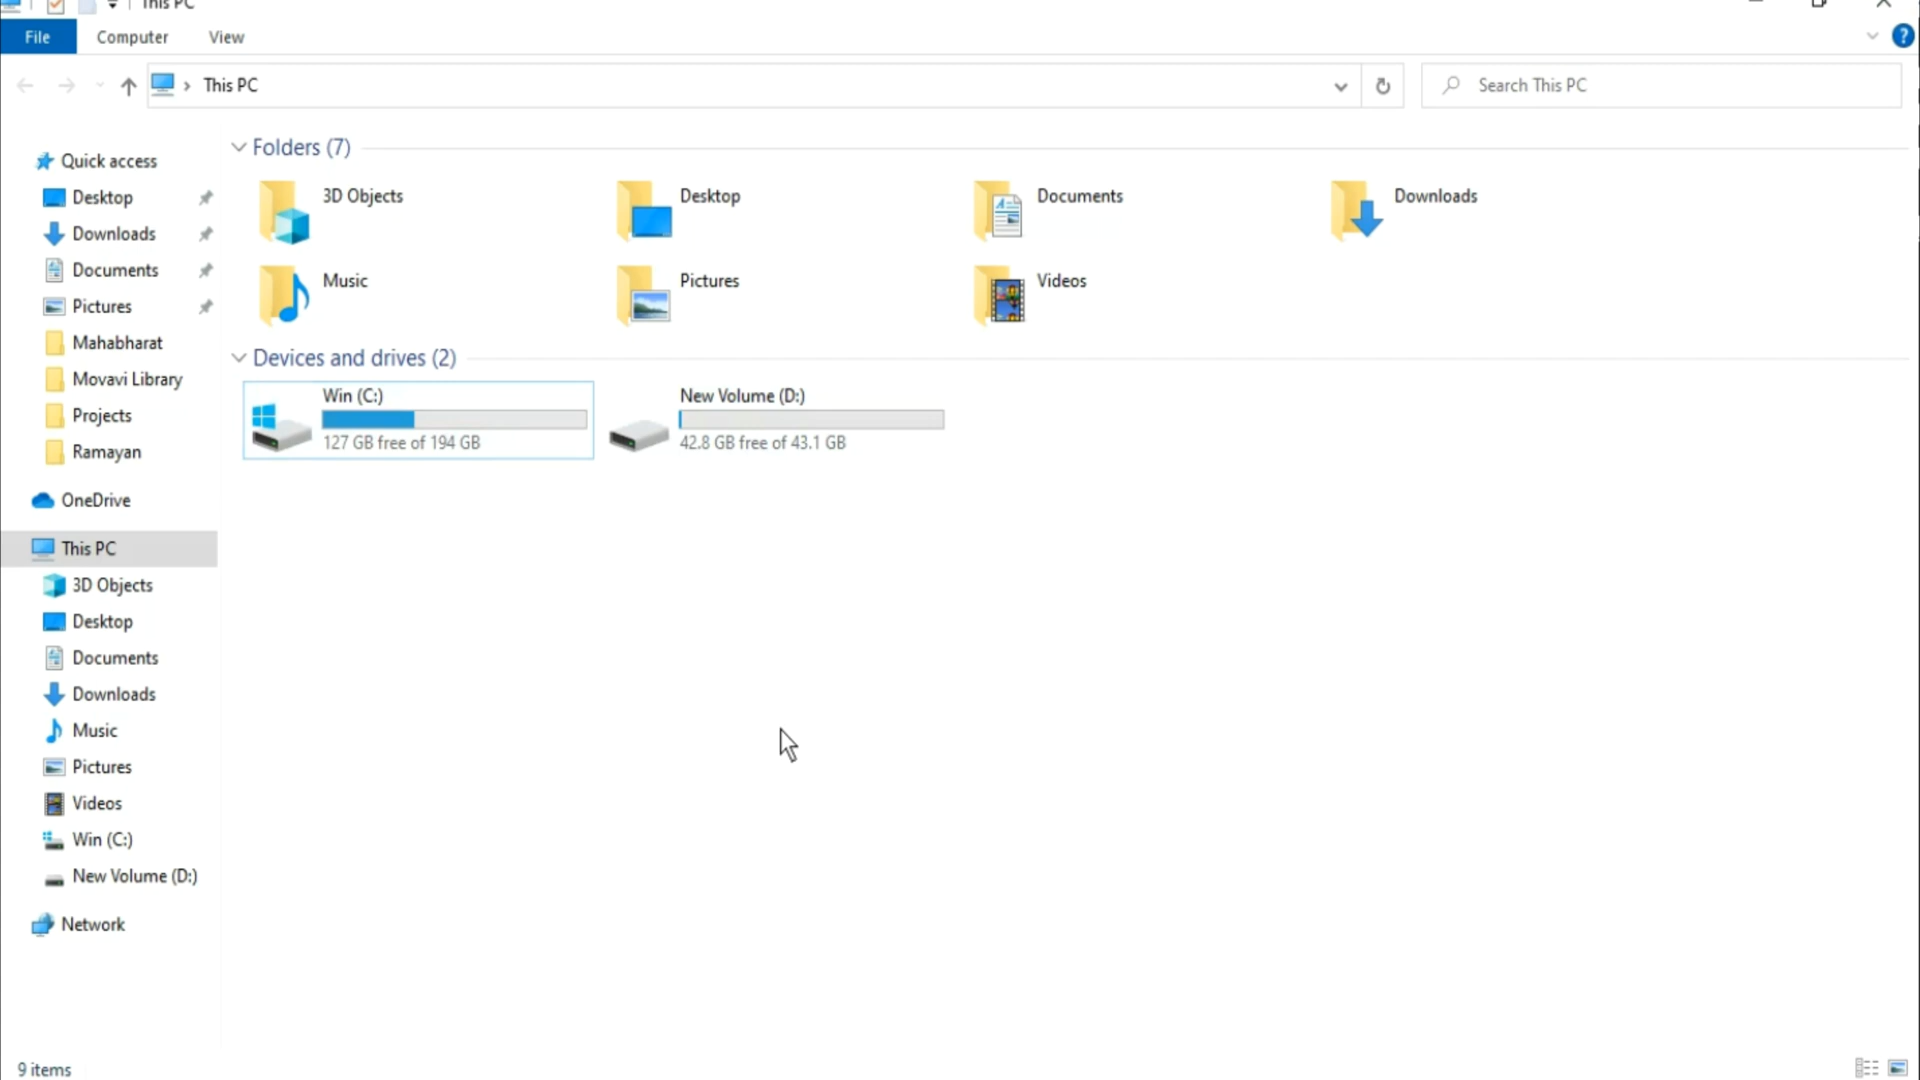 This PC
File Computer View
This PC
Search This PC
Quick access
Desktop
Downloads
Documents
Pictures
Mahabharat
Movavi Library
Projects
Ramayan
OneDrive
This PC
3D Objects
Desktop
Documents
Downloads
Music
Pictures
Videos
Win (C:)
New Volume (D:)
Network
Folders (7)
3D Objects
Desktop
Documents
Downloads
Music
Pictures
Videos
Devices and drives (2)
Win (C:)
127 GB free of 194 GB
New Volume (D:)
42.8 GB free of 43.1 GB
9 items